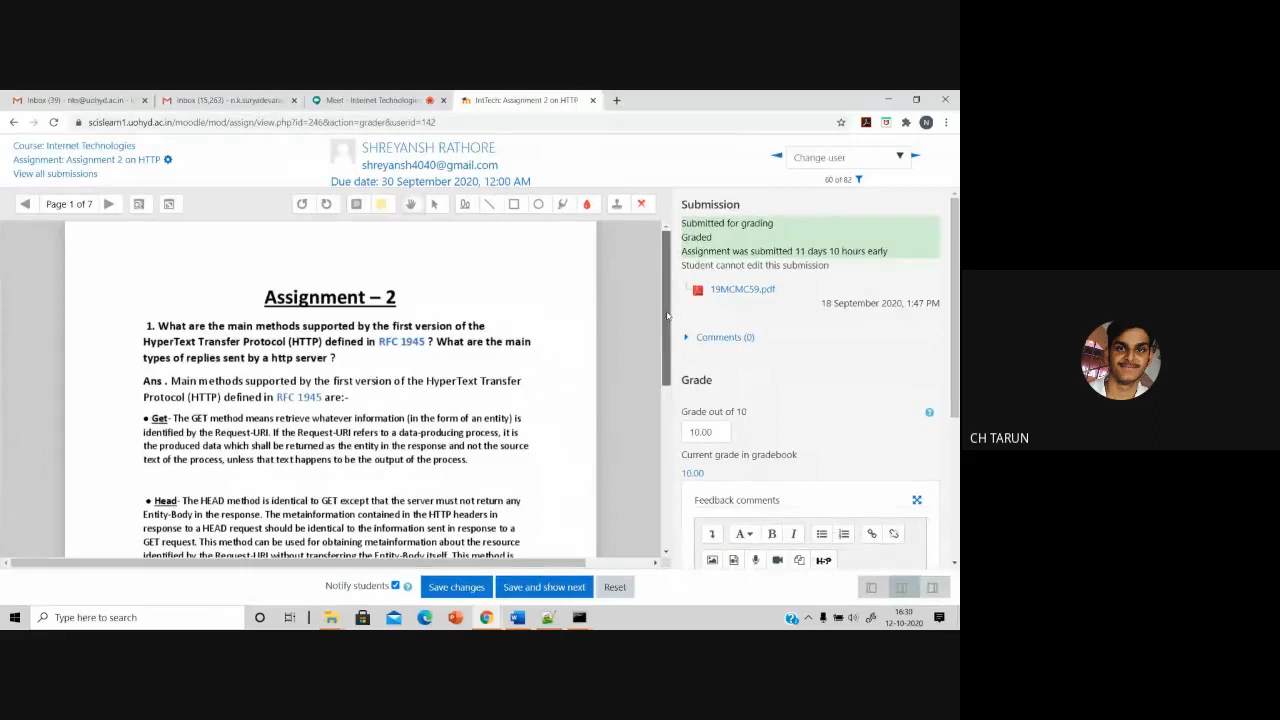 Inbox (39) - nks@uohyd.ac.in -
Inbox (15,263) - n.k.suryadevara
Meet - Internet Technologies
IntTech: Assignment 2 on HTTP
scislearn1.uohyd.ac.in/moodle/mod/assign/view.php?id=246&action=grader&userid=142
N
Course: Internet Technologies
Assignment: Assignment 2 on HTTP
View all submissions
SHREYANSH RATHORE
shreyansh4040@gmail.com
Due date: 30 September 2020, 12:00 AM
Change user
60 of 82
Page 1 of 7
Assignment – 2
1. What are the main methods supported by the first version of the
HyperText Transfer Protocol (HTTP) defined in RFC 1945 ? What are the main
types of replies sent by a http server ?
Ans . Main methods supported by the first version of the HyperText Transfer
Protocol (HTTP) defined in RFC 1945 are:-
• Get- The GET method means retrieve whatever information (in the form of an entity) is
identified by the Request-URI. If the Request-URI refers to a data-producing process, it is
the produced data which shall be returned as the entity in the response and not the source
text of the process, unless that text happens to be the output of the process.
• Head- The HEAD method is identical to GET except that the server must not return any
Entity-Body in the response. The metainformation contained in the HTTP headers in
response to a HEAD request should be identical to the information sent in response to a
GET request. This method can be used for obtaining metainformation about the resource
identified by the Request-URI without transferring the Entity-Body itself. This method is
Submission
Submitted for grading
Graded
Assignment was submitted 11 days 10 hours early
Student cannot edit this submission
19MCMC59.pdf
18 September 2020, 1:47 PM
Comments (0)
Grade
Grade out of 10
10.00
Current grade in gradebook
10.00
Feedback comments
A
B
I
H-P
Notify students
Save changes
Save and show next
Reset
Type here to search
16:30
12-10-2020
CH TARUN